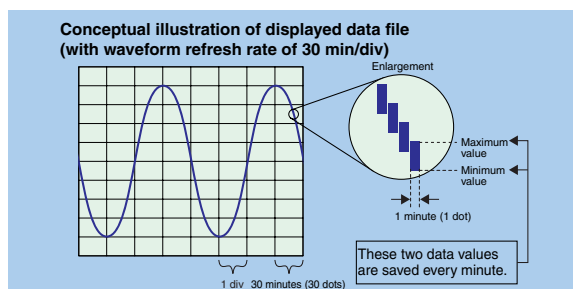 Conceptual illustration of displayed data file
(with waveform refresh rate of 30 min/div)
Enlargement
Maximum
value
Minimum
value
1 minute (1 dot)
These two data values
are saved every minute.
1 div 30 minutes (30 dots)